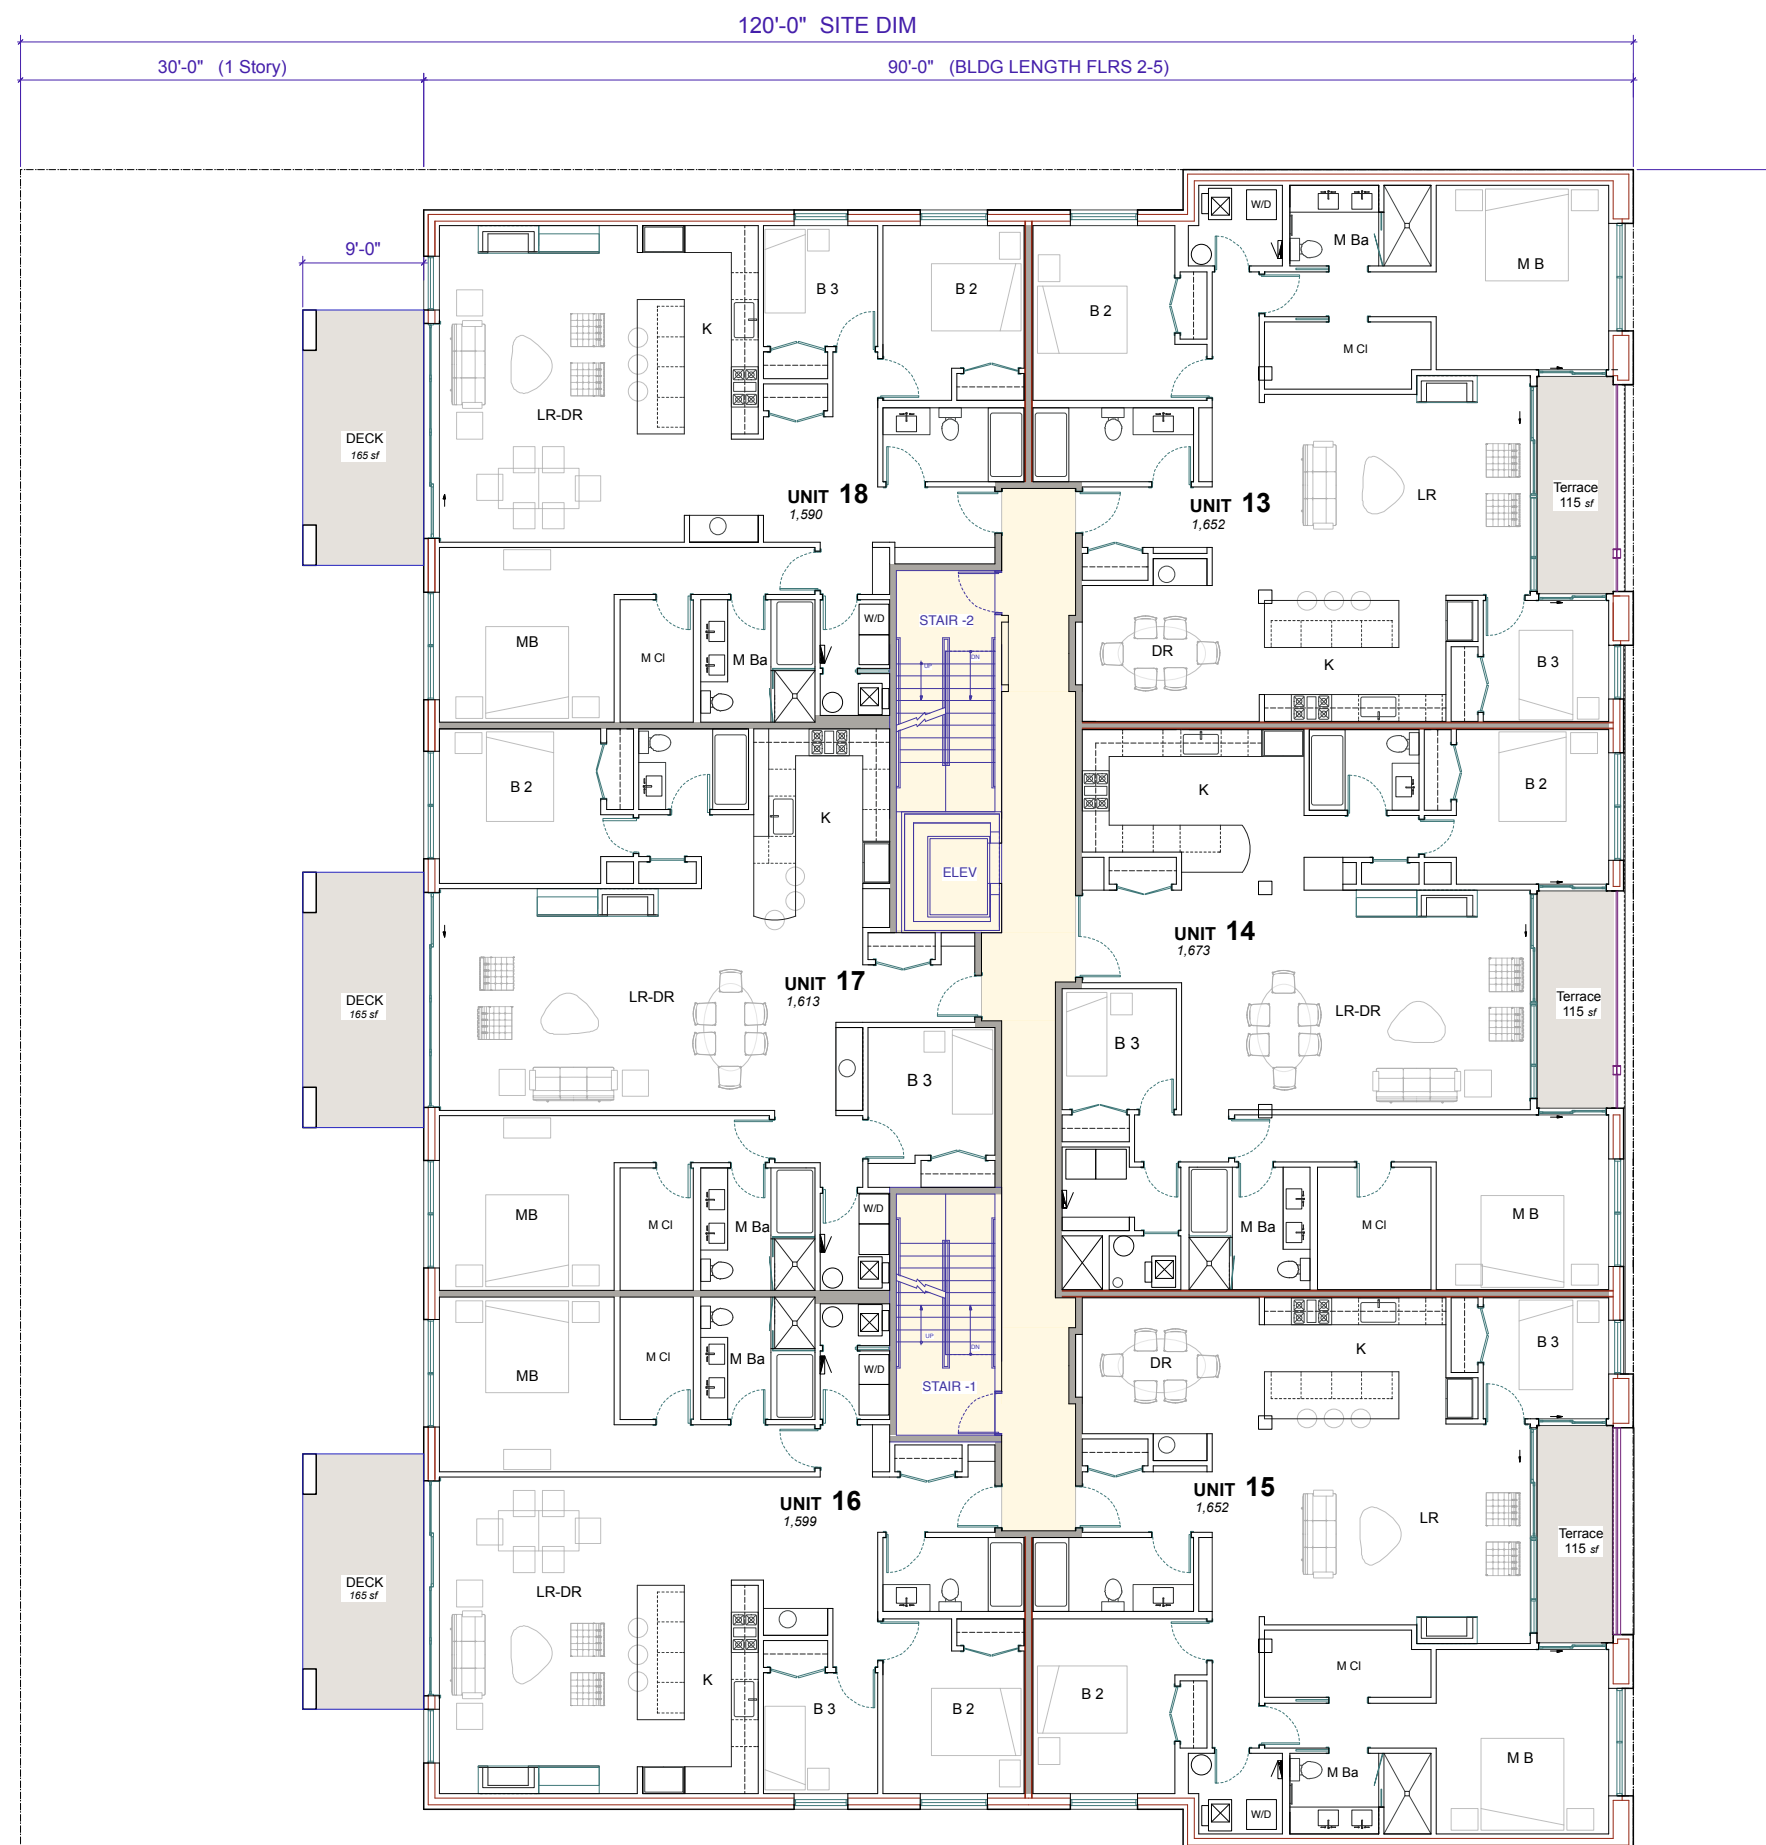 120'-0" SITE DIM
30'-0" (1 Story)
90'-0" (BLDG LENGTH FLRS 2-5)
9'-0"
W/D
M Ba
M B
B 3
B 2
B 2
K
M Cl
LR-DR
DECK
165 sf
UNIT 18
1,590
UNIT 13
1,652
LR
Terrace
115 sf
STAIR -2
UP
DN
W/D
MB
M Cl
M Ba
DR
K
B 3
B 2
K
K
B 2
ELEV
UNIT 14
1,673
UNIT 17
1,613
LR-DR
DECK
165 sf
LR-DR
Terrace
115 sf
B 3
B 3
MB
M Cl
M Ba
W/D
M Ba
M Cl
M B
UP
DN
STAIR -1
MB
M Cl
M Ba
W/D
DR
K
B 3
UNIT 16
1,599
UNIT 15
1,652
LR
Terrace
115 sf
DECK
165 sf
LR-DR
K
B 3
B 2
B 2
M Cl
M B
M Ba
W/D